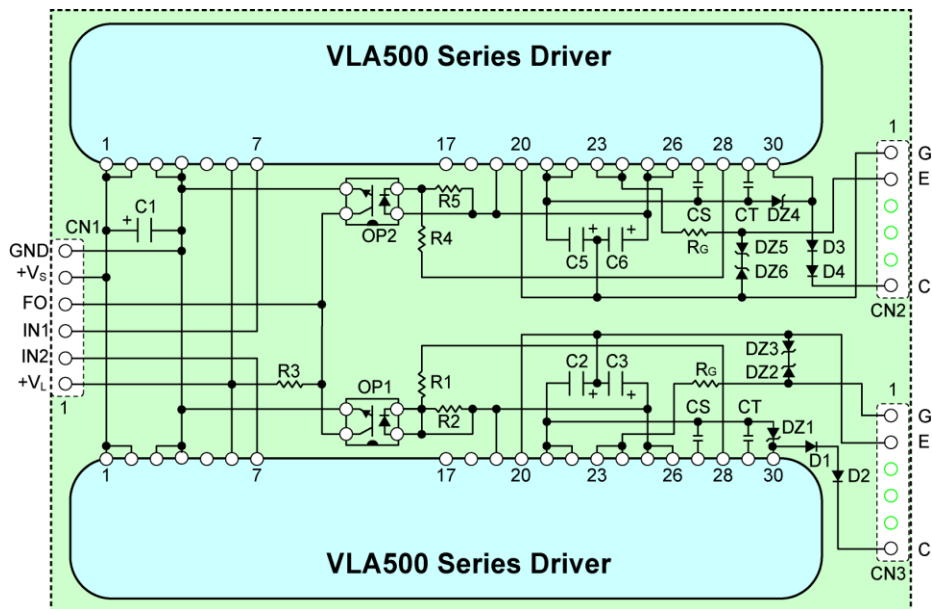 VLA500 Series Driver
1 7 17 20 23 26 28 30
1
G
E
C
CN2
CN1
C1
+
OP2
R5
R4
C5 + C6 +
RG
CS
CT
DZ4
DZ5
DZ6
D3
D4
GND
+VS
FO
IN1
IN2
+VL
1
R3
OP1
R1
R2
C2 + C3 +
RG
CS
CT
DZ3
DZ2
DZ1
D1
D2
1
G
E
C
CN3
1 7 17 20 23 26 28 30
VLA500 Series Driver